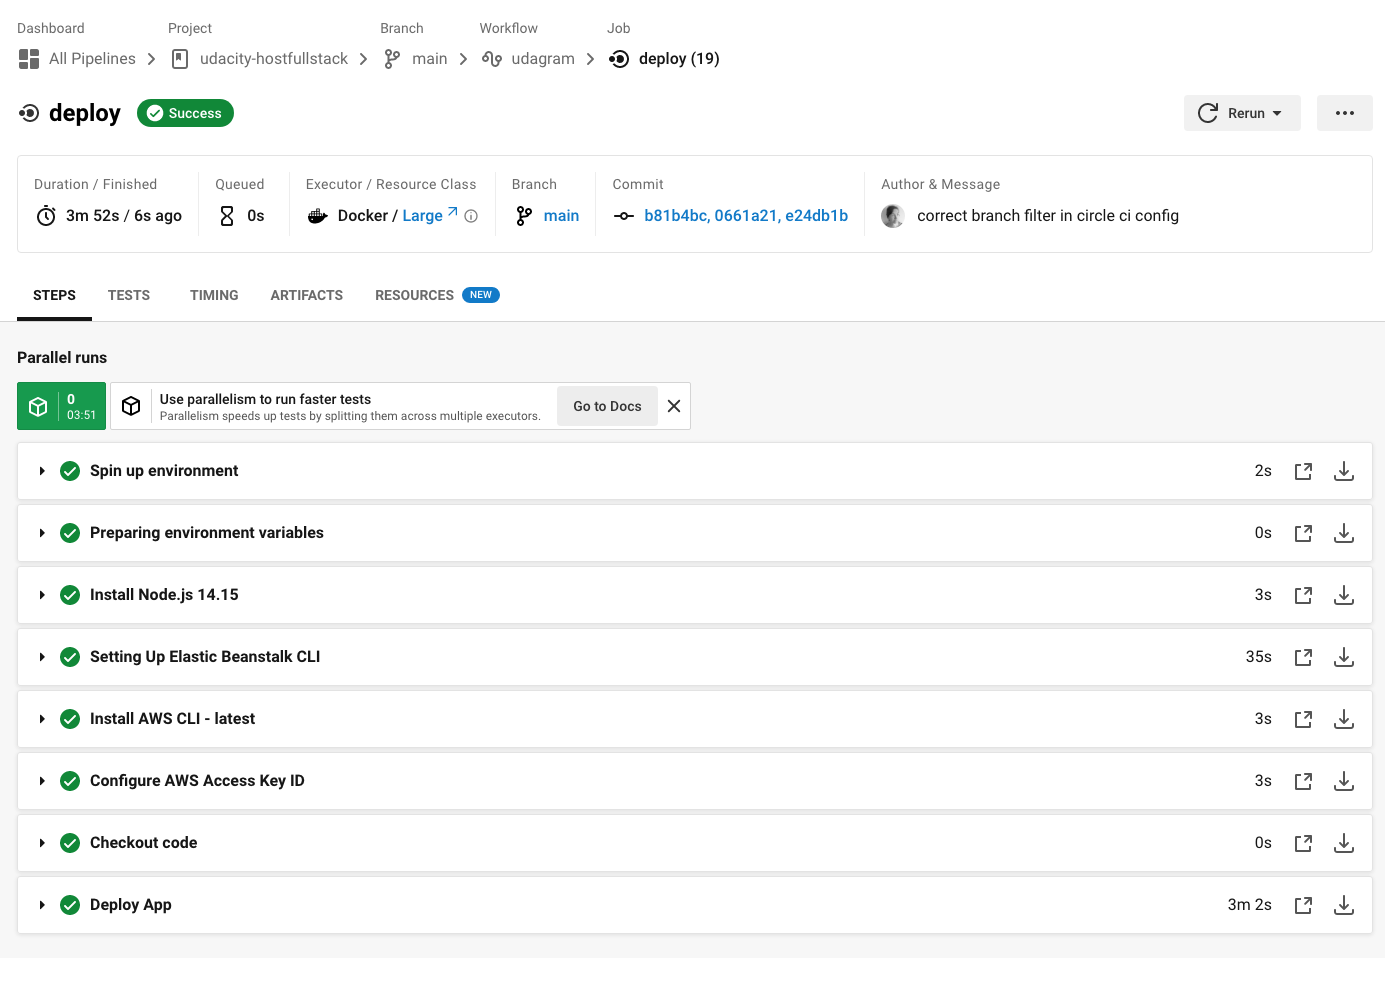 Dashboard Project Branch Workflow Job
All Pipelines udacity-hostfullstack main udagram deploy (19)
deploy Success Rerun
Duration / Finished Queued Executor / Resource Class Branch Commit Author & Message
3m 52s / 6s ago 0s Docker / Large main b81b4bc, 0661a21, e24db1b correct branch filter in circle ci config
STEPS TESTS TIMING ARTIFACTS RESOURCES NEW
Parallel runs
0
03:51
Use parallelism to run faster tests
Parallelism speeds up tests by splitting them across multiple executors.
Go to Docs
Spin up environment 2s
Preparing environment variables 0s
Install Node.js 14.15 3s
Setting Up Elastic Beanstalk CLI 35s
Install AWS CLI - latest 3s
Configure AWS Access Key ID 3s
Checkout code 0s
Deploy App 3m 2s